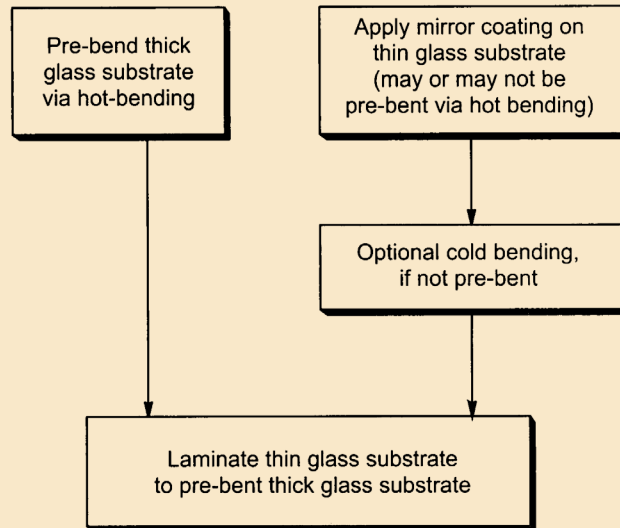 Pre-bend thick
glass substrate
via hot-bending
Apply mirror coating on
thin glass substrate
(may or may not be
pre-bent via hot bending)
Optional cold bending,
if not pre-bent
Laminate thin glass substrate
to pre-bent thick glass substrate